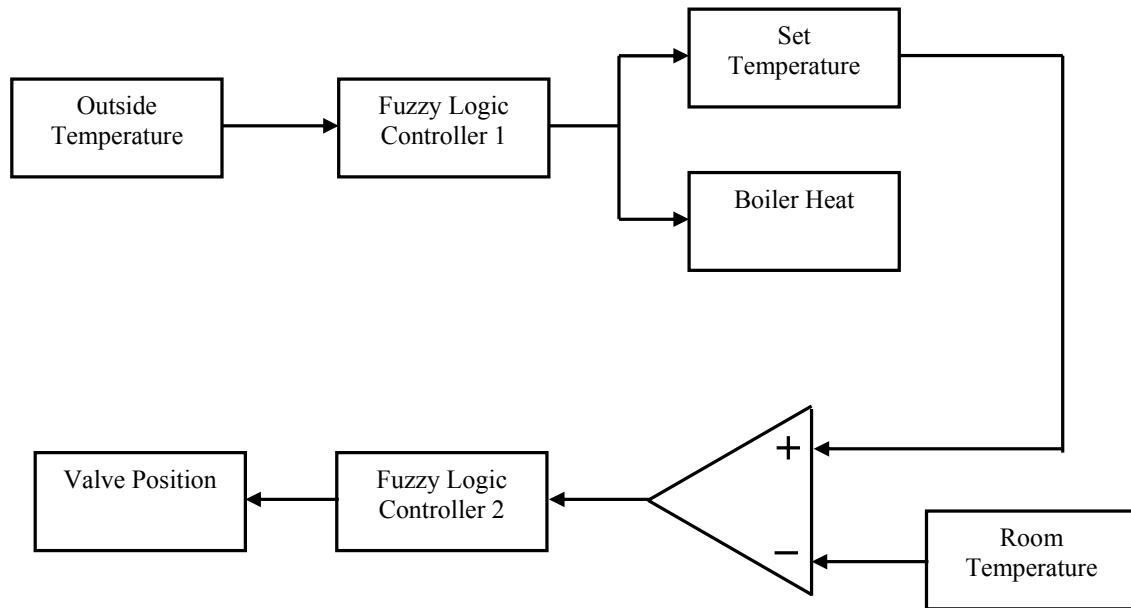 Set
Temperature
Outside
Temperature
Fuzzy Logic
Controller 1
Boiler Heat
+
Valve Position
Fuzzy Logic
Controller 2
−
Room
Temperature